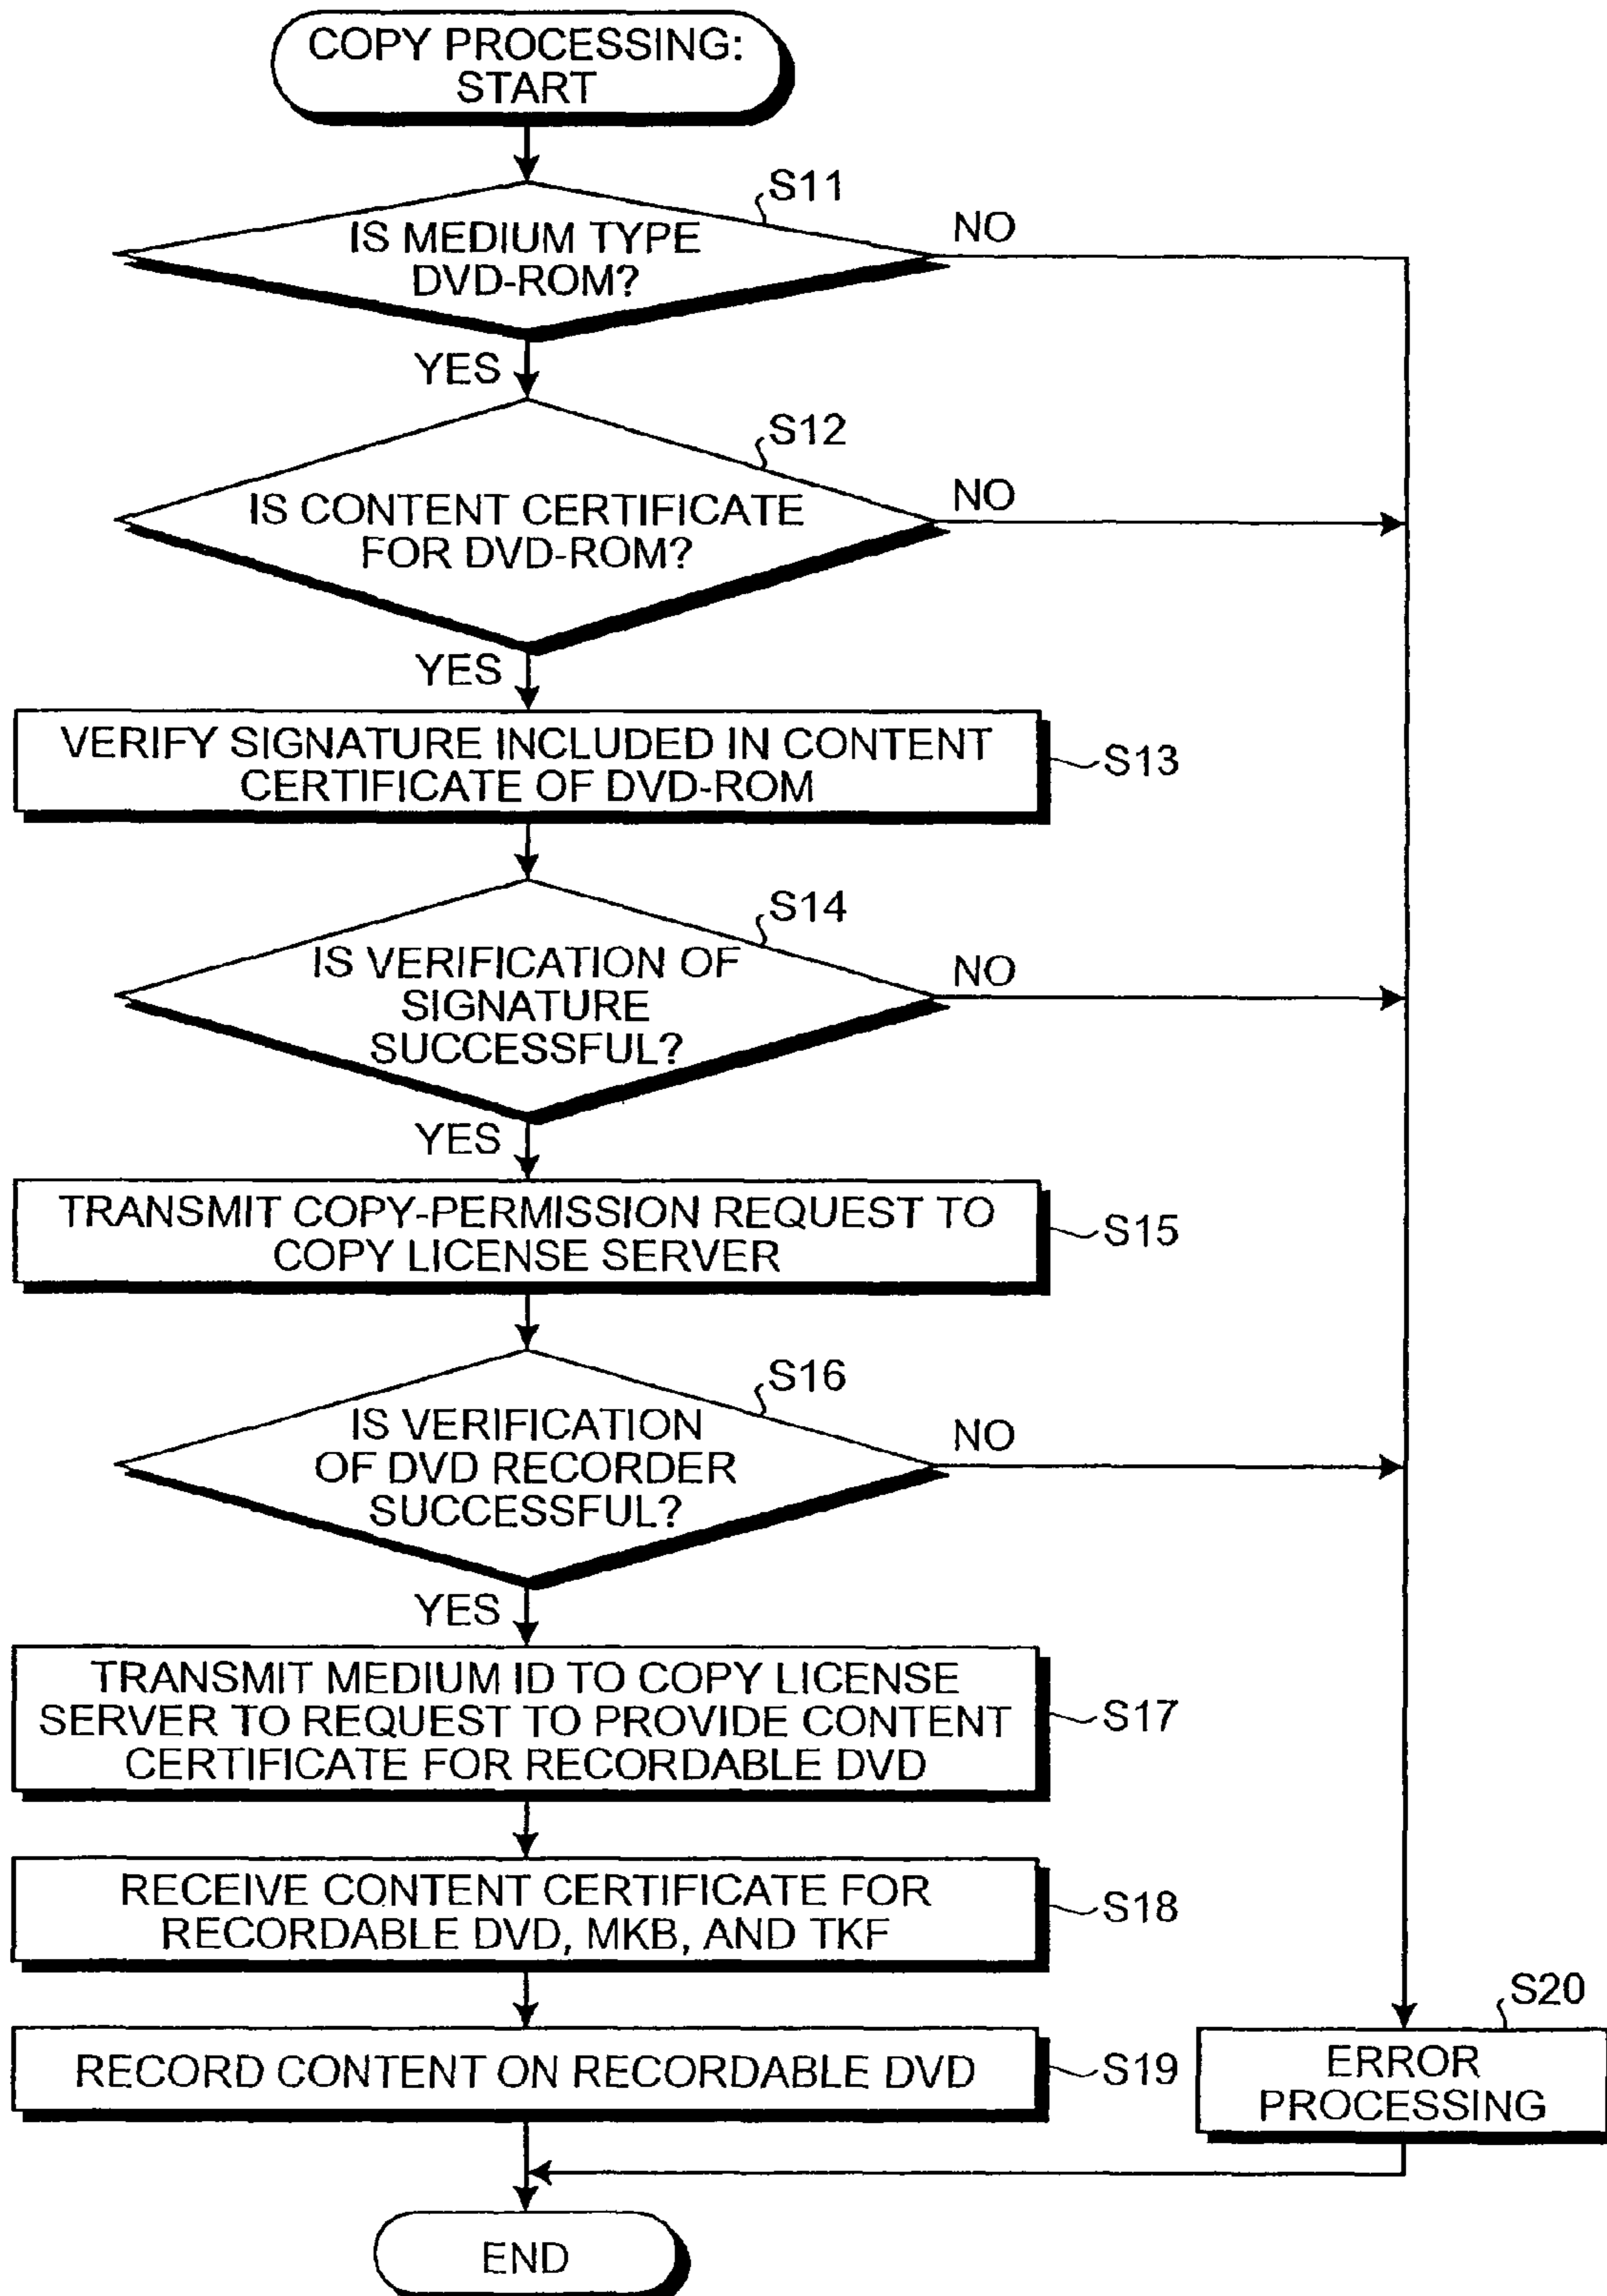 COPY PROCESSING:
START
S11
IS MEDIUM TYPE
DVD-ROM?
NO
YES
S12
IS CONTENT CERTIFICATE
FOR DVD-ROM?
NO
YES
VERIFY SIGNATURE INCLUDED IN CONTENT
CERTIFICATE OF DVD-ROM
S13
S14
IS VERIFICATION OF
SIGNATURE
SUCCESSFUL?
NO
YES
TRANSMIT COPY-PERMISSION REQUEST TO
COPY LICENSE SERVER
S15
S16
IS VERIFICATION
OF DVD RECORDER
SUCCESSFUL?
NO
YES
TRANSMIT MEDIUM ID TO COPY LICENSE
SERVER TO REQUEST TO PROVIDE CONTENT
CERTIFICATE FOR RECORDABLE DVD
S17
RECEIVE CONTENT CERTIFICATE FOR
RECORDABLE DVD, MKB, AND TKF
S18
RECORD CONTENT ON RECORDABLE DVD
S19
S20
ERROR
PROCESSING
END